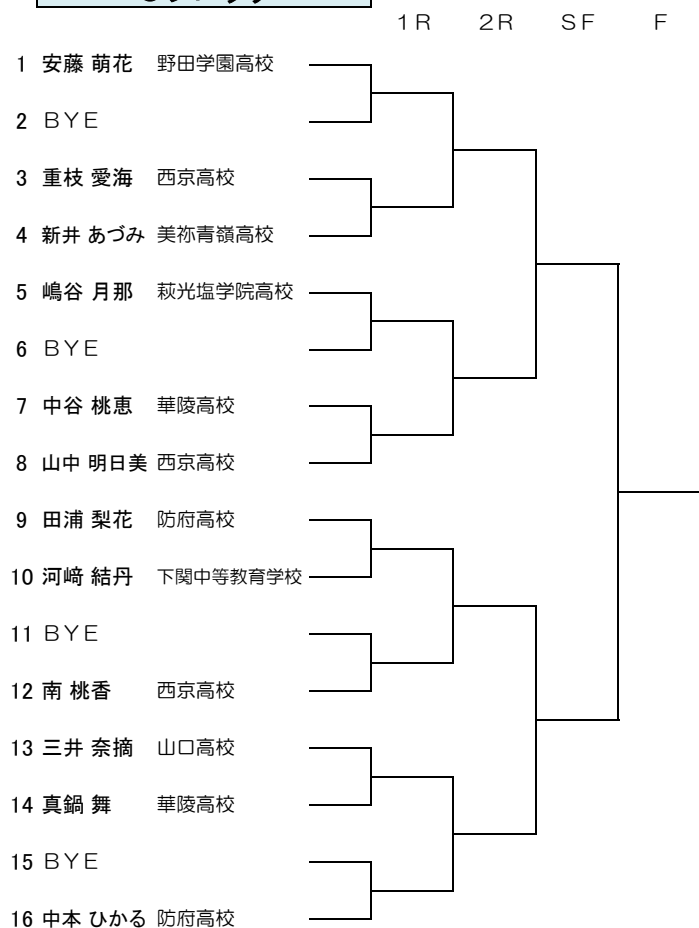 1R 2R SF F
1 安藤 萌花 野田学園高校
2 BYE
3 重枝 愛海 西京高校
4 新井 あづみ 美祢青嶺高校
5 嶋谷 月那 萩光塩学院高校
6 BYE
7 中谷 桃恵 華陵高校
8 山中 明日美 西京高校
9 田浦 梨花 防府高校
10 河﨑 結丹 下関中等教育学校
11 BYE
12 南 桃香 西京高校
13 三井 奈摘 山口高校
14 真鍋 舞 華陵高校
15 BYE
16 中本 ひかる 防府高校